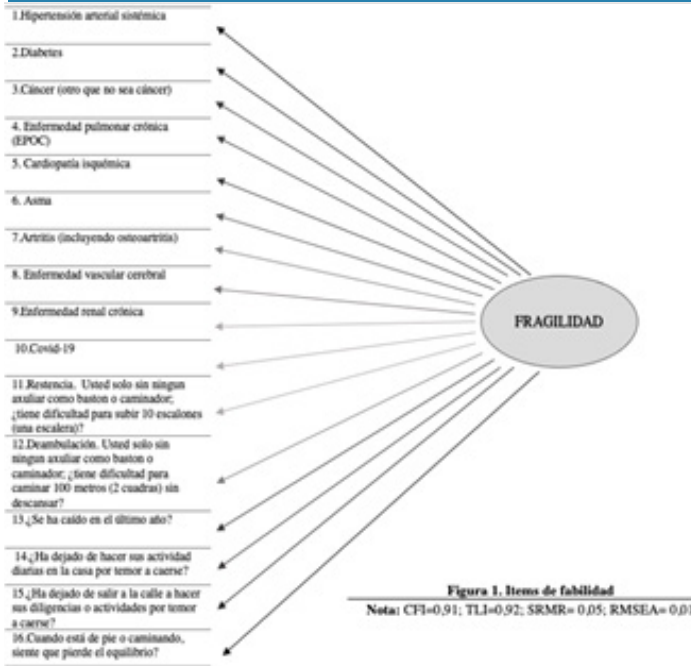 1.Hipertensión arterial sistémica
2.Diabetes
3.Cáncer (otro que no sea cáncer)
4. Enfermedad pulmonar crónica
(EPOC)
5. Cardiopatía isquémica
6. Asma
7.Artritis (incluyendo osteoartritis)
8. Enfermedad vascular cerebral
9.Enfermedad renal crónica
10.Covid-19
11.Restencia. Usted solo sin ningun
axuliar como baston o caminador;
¿tiene dificultad para subir 10 escalones
(una escalera)?
12.Deambulación. Usted solo sin
ningun axuliar como baston o
caminador; ¿tiene dificultad para
caminar 100 metros (2 cuadras) sin
descansar?
13.¿Se ha caído en el último año?
14.¿Ha dejado de hacer sus actividad
diarias en la casa por temor a caerse?
15.¿Ha dejado de salir a la calle a hacer
sus diligencias o actividades por temor
a caerse?
16.Cuando está de pie o caminando,
siente que pierde el equilibrio?
FRAGILIDAD
Figura 1. Items de fabilidad
Nota: CFI=0,91; TLI=0,92; SRMR= 0,05; RMSEA= 0,01